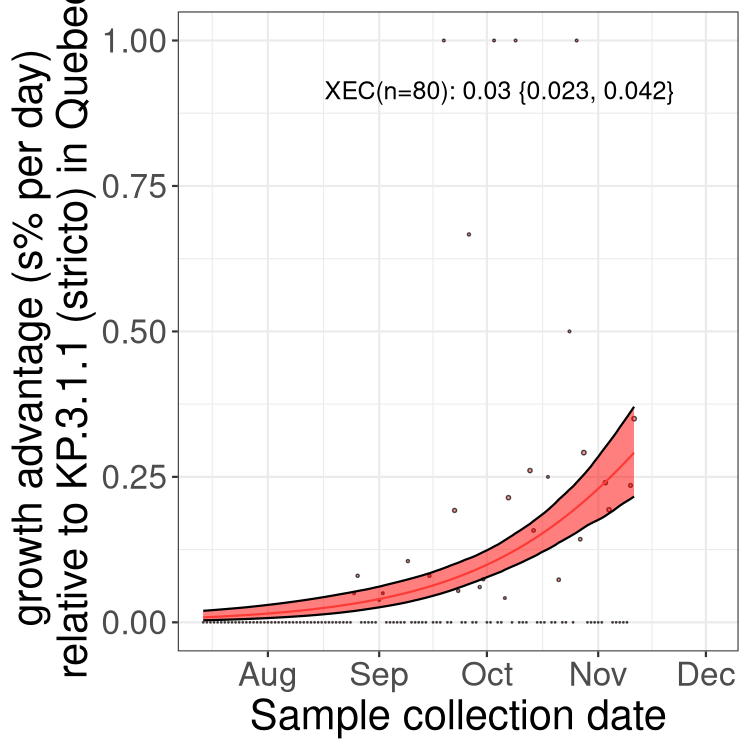 growth advantage (s% per day)
relative to KP.3.1.1 (stricto) in Quebec
1.00
XEC(n=80): 0.03 {0.023, 0.042}
0.75
0.50
0.25
0.00
Aug Sep Oct Nov Dec
Sample collection date